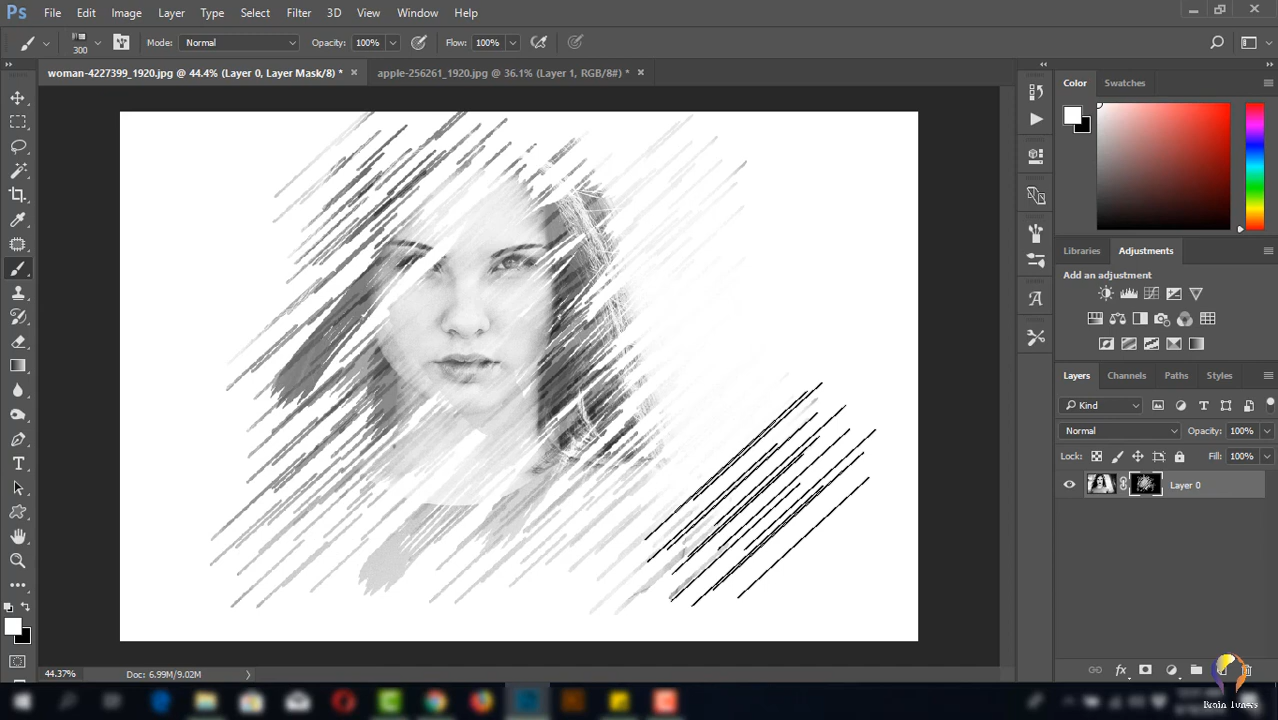 Ps File Edit Image Layer Type Select Filter 3D View Window Help
300 Mode: Normal Opacity: 100% Flow: 100%
woman-4227399_1920.jpg @ 44.4% (Layer 0, Layer Mask/8) * × apple-256261_1920.jpg @ 36.1% (Layer 1, RGB/8#) * ×
Color Swatches
Libraries Adjustments
Add an adjustment
Layers Channels Paths Styles
Kind
Normal Opacity: 100%
Lock: Fill: 100%
Layer 0
44.37% Doc: 6.99M/9.02M